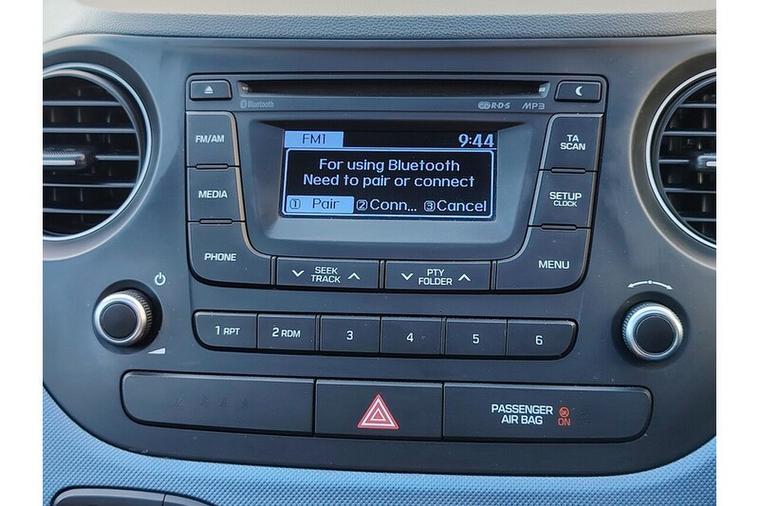 Bluetooth
R·D·S
MP3
FM/AM
FM1
9:44
TA
SCAN
For using Bluetooth
Need to pair or connect
MEDIA
① Pair
② Conn...
③ Cancel
SETUP
CLOCK
PHONE
SEEK
TRACK
PTY
FOLDER
MENU
1 RPT
2 RDM
3
4
5
6
PASSENGER
AIR BAG
ON